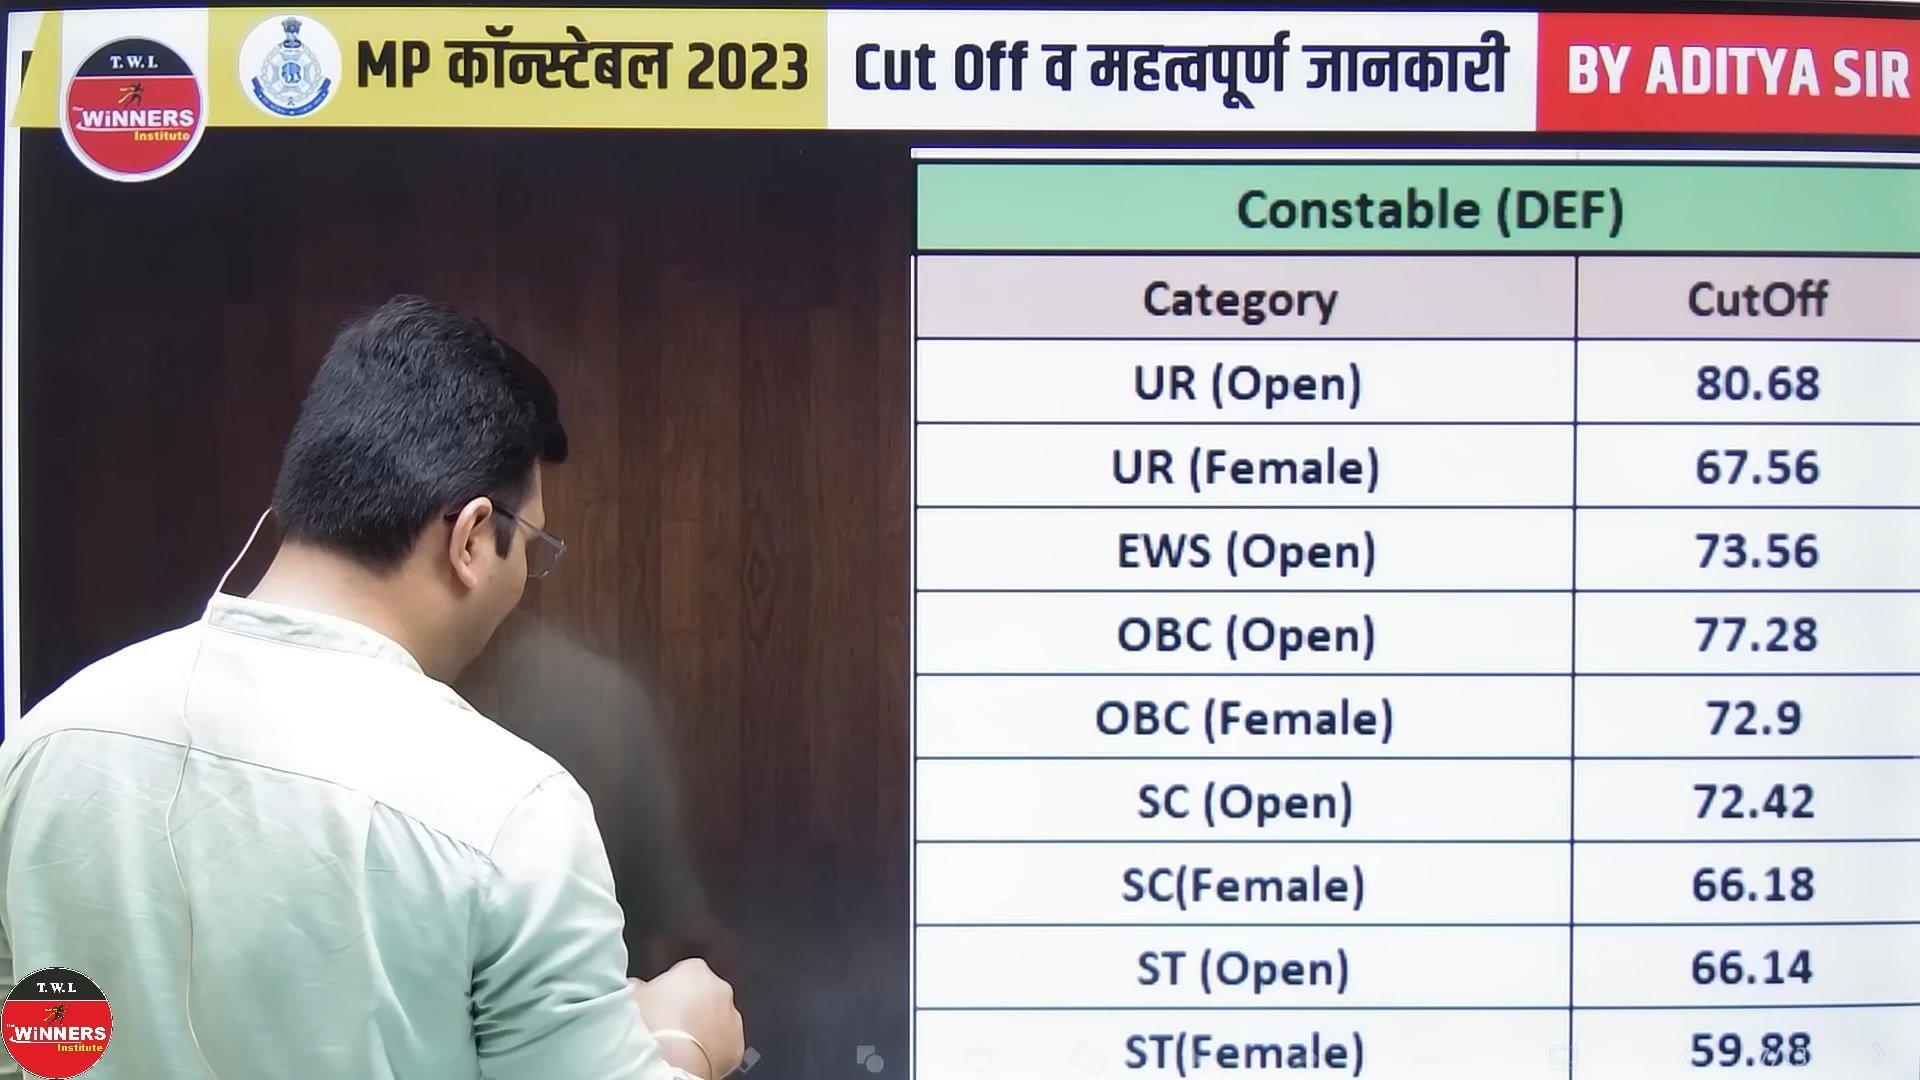 MP कॉन्स्टेबल 2023 Cut Off व महत्वपूर्ण जानकारी BY ADITYA SIR
T.W.I.
The WiNNERS
Institute
Constable (DEF)
Category CutOff
UR (Open) 80.68
UR (Female) 67.56
EWS (Open) 73.56
OBC (Open) 77.28
OBC (Female) 72.9
SC (Open) 72.42
SC(Female) 66.18
ST (Open) 66.14
ST(Female) 59.88
T.W.I.
The WiNNERS
Institute